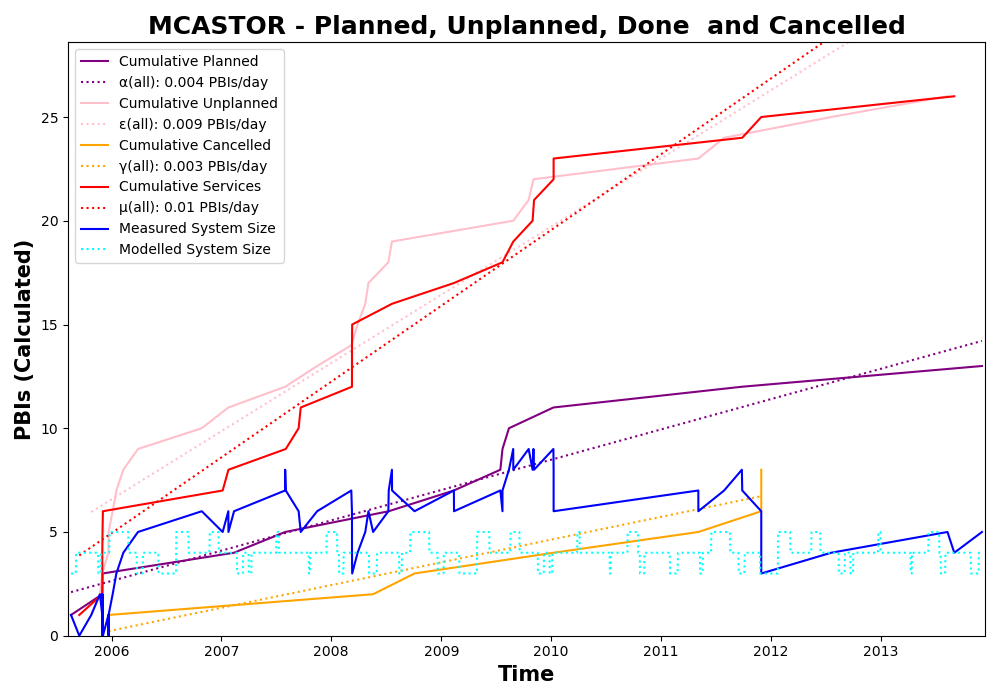 MCASTOR - Planned, Unplanned, Done  and Cancelled
Cumulative Planned
α(all): 0.004 PBIs/day
Cumulative Unplanned
ε(all): 0.009 PBIs/day
Cumulative Cancelled
γ(all): 0.003 PBIs/day
Cumulative Services
μ(all): 0.01 PBIs/day
Measured System Size
Modelled System Size
PBIs (Calculated)
25
20
15
10
5
0
2006 2007 2008 2009 2010 2011 2012 2013
Time